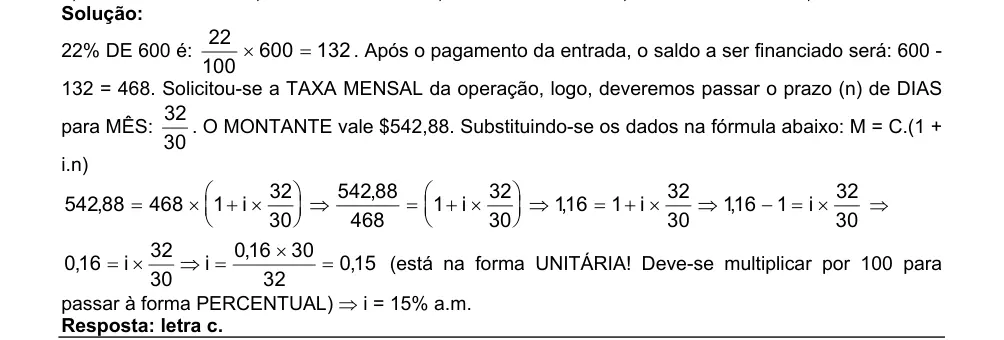 Solução:
22% DE 600 é: 22/100 × 600 = 132 . Após o pagamento da entrada, o saldo a ser financiado será: 600 -
132 = 468. Solicitou-se a TAXA MENSAL da operação, logo, deveremos passar o prazo (n) de DIAS
para MÊS: 32/30 . O MONTANTE vale $542,88. Substituindo-se os dados na fórmula abaixo: M = C.(1 +
i.n)
542,88 = 468 × (1 + i × 32/30) ⇒ 542,88/468 = (1 + i × 32/30) ⇒ 1,16 = 1 + i × 32/30 ⇒ 1,16 − 1 = i × 32/30 ⇒
0,16 = i × 32/30 ⇒ i = 0,16 × 30/32 = 0,15 (está na forma UNITÁRIA! Deve-se multiplicar por 100 para
passar à forma PERCENTUAL) ⇒ i = 15% a.m.
Resposta: letra c.